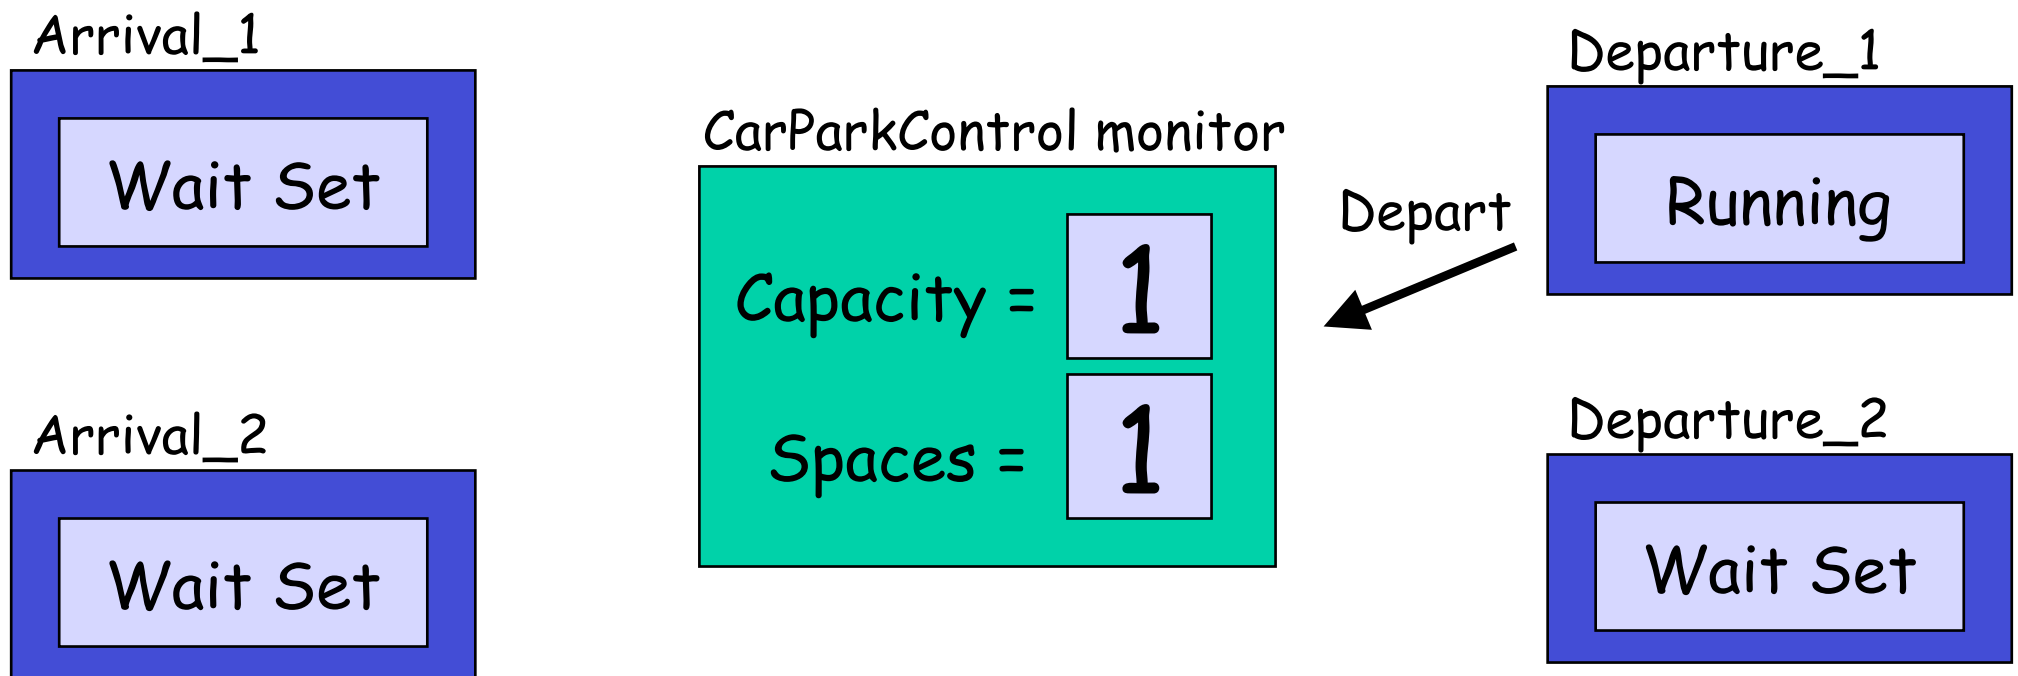 Arrival_1
Wait Set
Arrival_2
Wait Set
CarParkControl monitor
Capacity = 1
Spaces = 1
Depart
Departure_1
Running
Departure_2
Wait Set